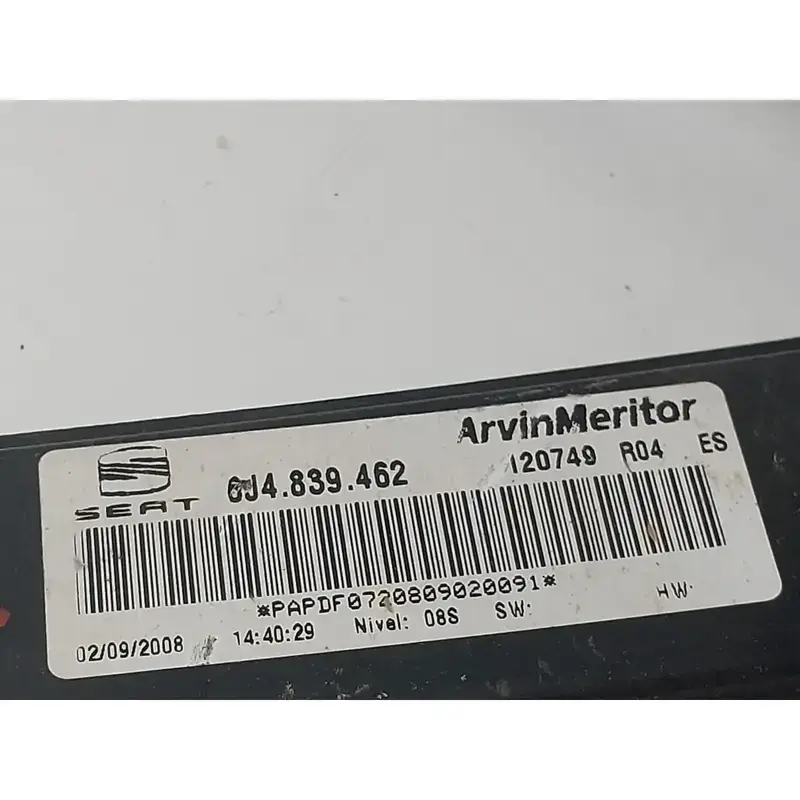 ArvinMeritor
SEAT 6J4.839.462 120749 R04 ES
*PAPDF0720809020091*
02/09/2008 14:40:29 Nivel: 08S SW: HW: